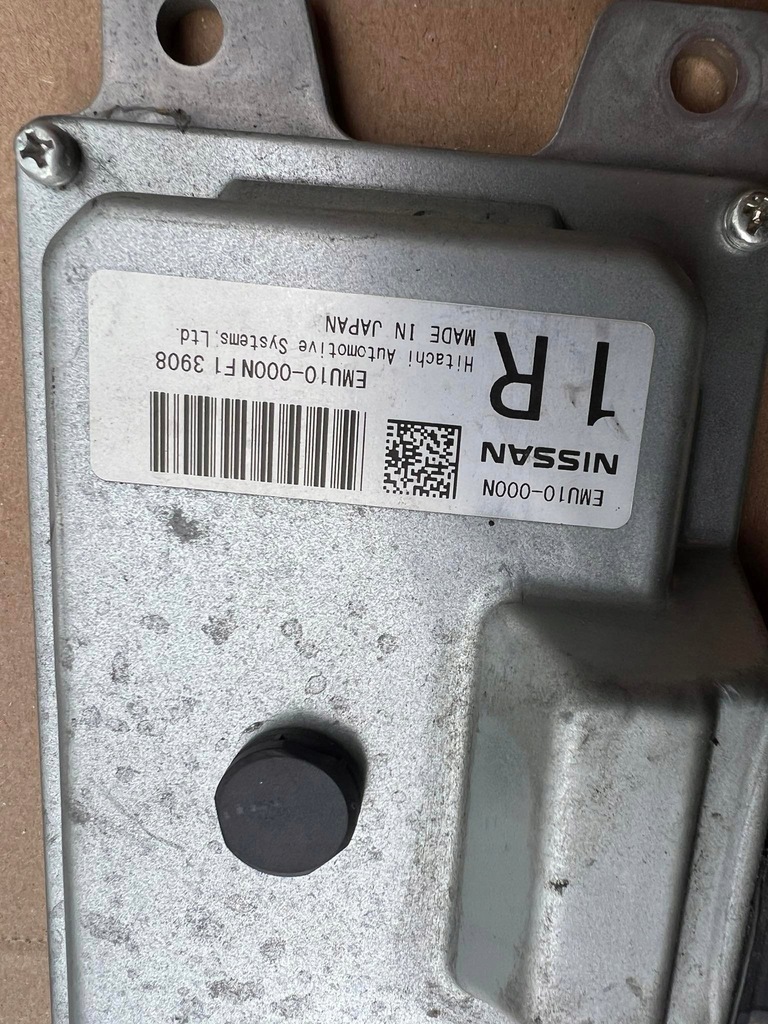 EMU10-000N
NISSAN
1R
EMU10-000N F1 3908
Hitachi Automotive Systems,Ltd.
MADE IN JAPAN